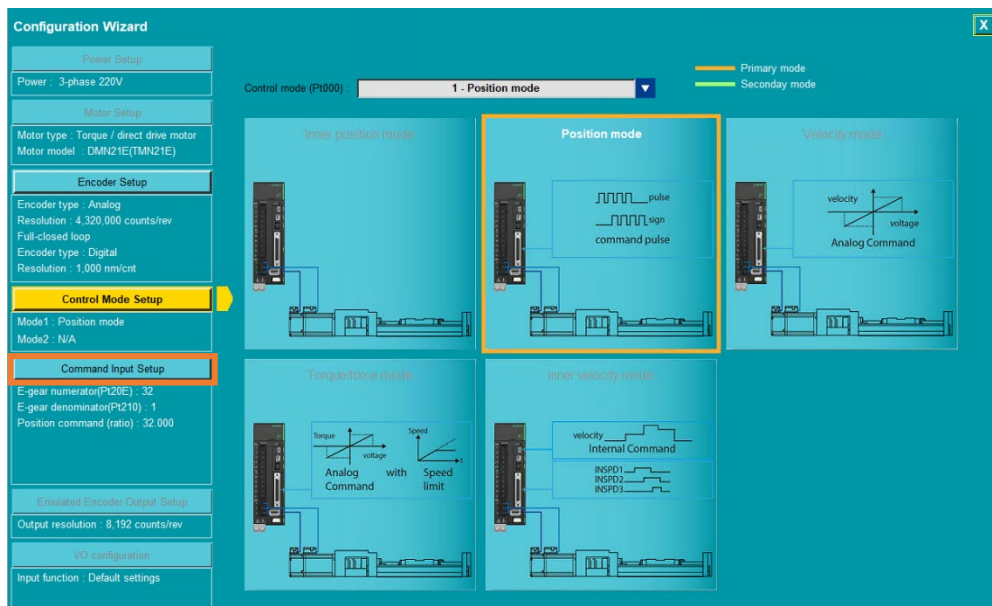 Configuration Wizard
X
Power Setup
Power : 3-phase 220V
Motor Setup
Motor type : Torque / direct drive motor
Motor model : DMN21E(TMN21E)
Encoder Setup
Encoder type : Analog
Resolution : 4,320,000 counts/rev
Full-closed loop
Encoder type : Digital
Resolution : 1,000 nm/cnt
Control Mode Setup
Mode1 : Position mode
Mode2 : N/A
Command Input Setup
E-gear numerator(Pt20E) : 32
E-gear denominator(Pt210) : 1
Position command (ratio) : 32.000
Emulated Encoder Output Setup
Output resolution : 8,192 counts/rev
I/O configuration
Input function : Default settings
Control mode (Pt000) :
1 - Position mode
Primary mode
Seconday mode
Inner position mode
Position mode
pulse
sign
command pulse
Velocity mode
velocity
voltage
Analog Command
Torque/force mode
Torque
voltage
Speed
t
Analog with Speed
Command limit
Inner velocity mode
velocity
Internal Command
INSPD1
INSPD2
INSPD3